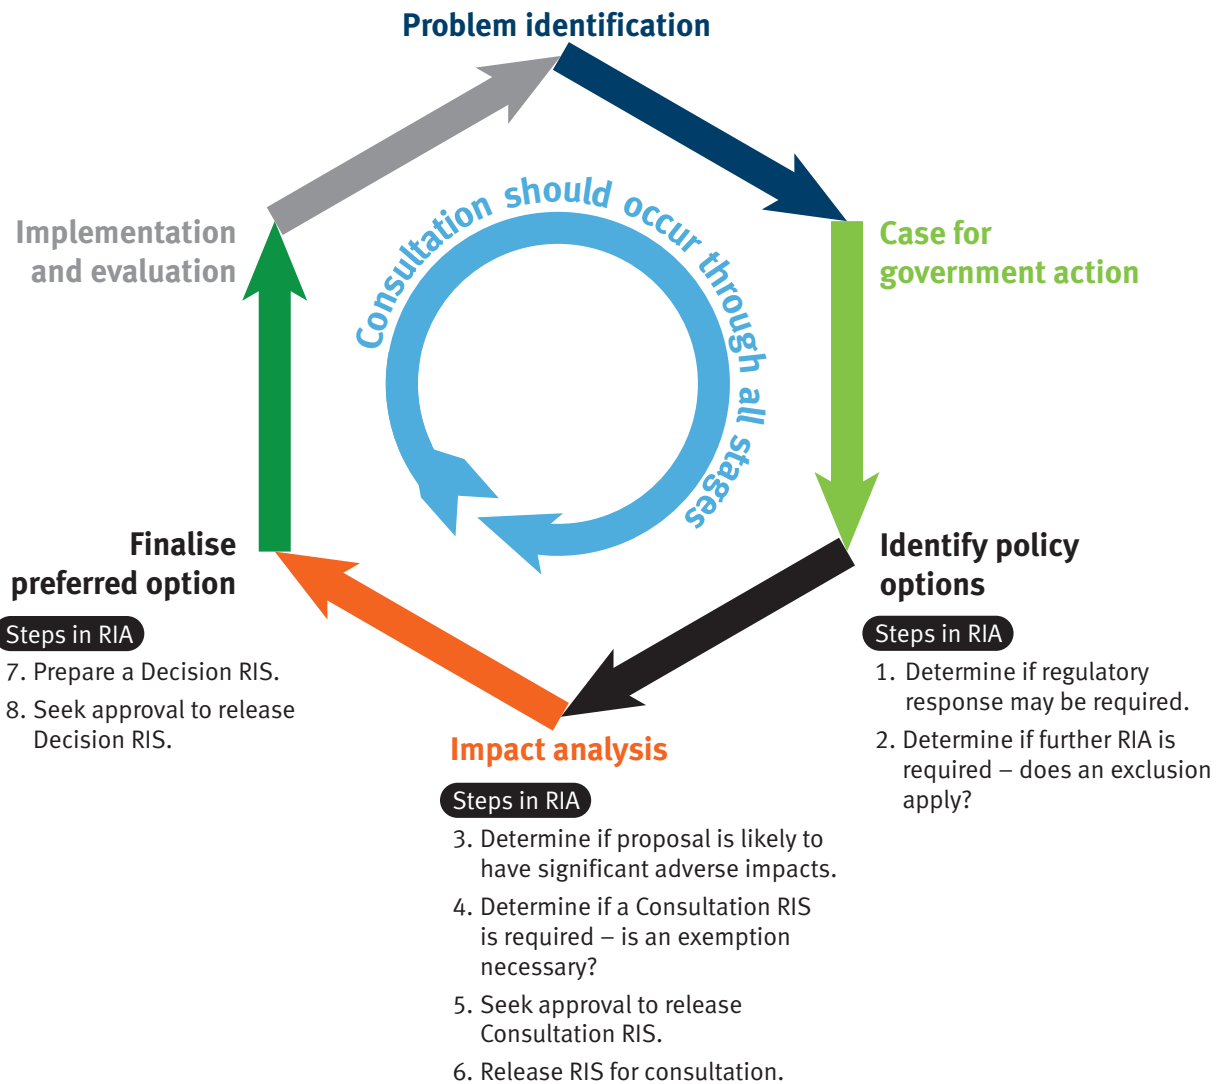 Problem identification
Consultation should occur through all stages
Case for
government action
Identify policy
options
Steps in RIA
1. Determine if regulatory
response may be required.
2. Determine if further RIA is
required – does an exclusion
apply?
Impact analysis
Steps in RIA
3. Determine if proposal is likely to
have significant adverse impacts.
4. Determine if a Consultation RIS
is required – is an exemption
necessary?
5. Seek approval to release
Consultation RIS.
6. Release RIS for consultation.
Finalise
preferred option
Steps in RIA
7. Prepare a Decision RIS.
8. Seek approval to release
Decision RIS.
Implementation
and evaluation